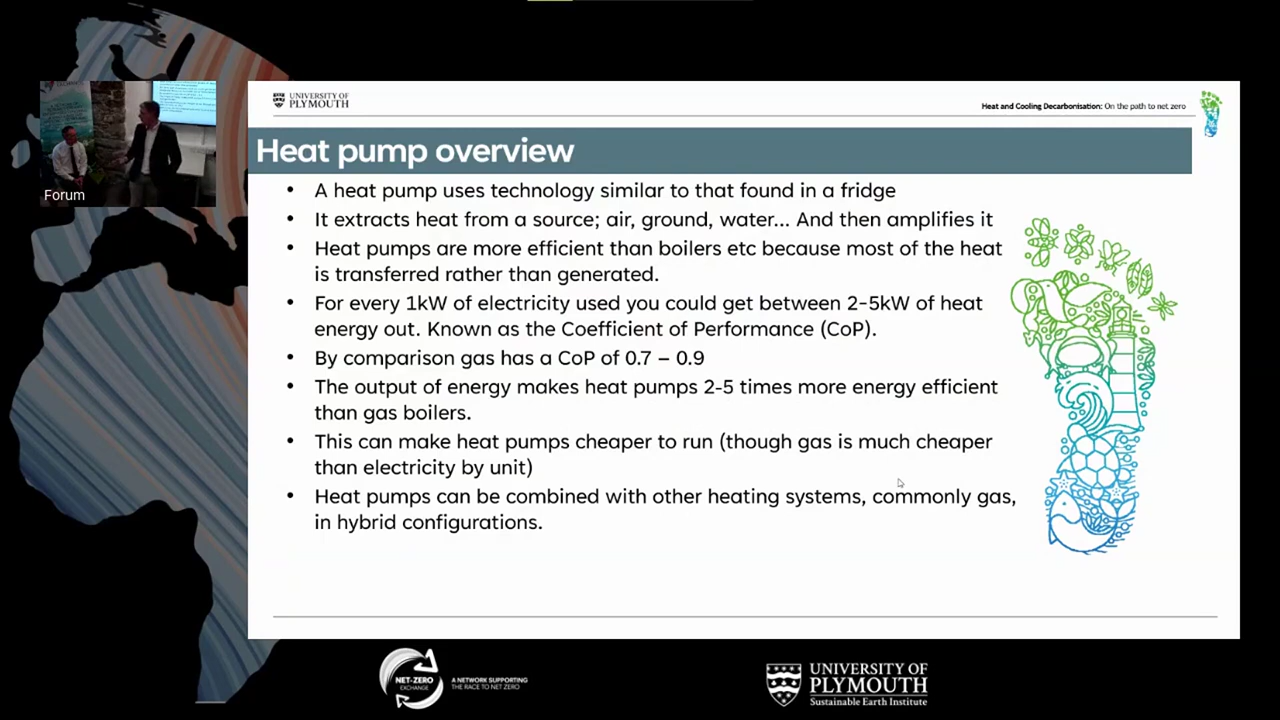 UNIVERSITY OF
PLYMOUTH
Heat and Cooling Decarbonisation: On the path to net zero
Heat pump overview
• A heat pump uses technology similar to that found in a fridge
• It extracts heat from a source; air, ground, water... And then amplifies it
• Heat pumps are more efficient than boilers etc because most of the heat
is transferred rather than generated.
• For every 1kW of electricity used you could get between 2-5kW of heat
energy out. Known as the Coefficient of Performance (CoP).
• By comparison gas has a CoP of 0.7 – 0.9
• The output of energy makes heat pumps 2-5 times more energy efficient
than gas boilers.
• This can make heat pumps cheaper to run (though gas is much cheaper
than electricity by unit)
• Heat pumps can be combined with other heating systems, commonly gas,
in hybrid configurations.
Forum
NET-ZERO
EXCHANGE
A NETWORK SUPPORTING
THE RACE TO NET ZERO
UNIVERSITY OF
PLYMOUTH
Sustainable Earth Institute